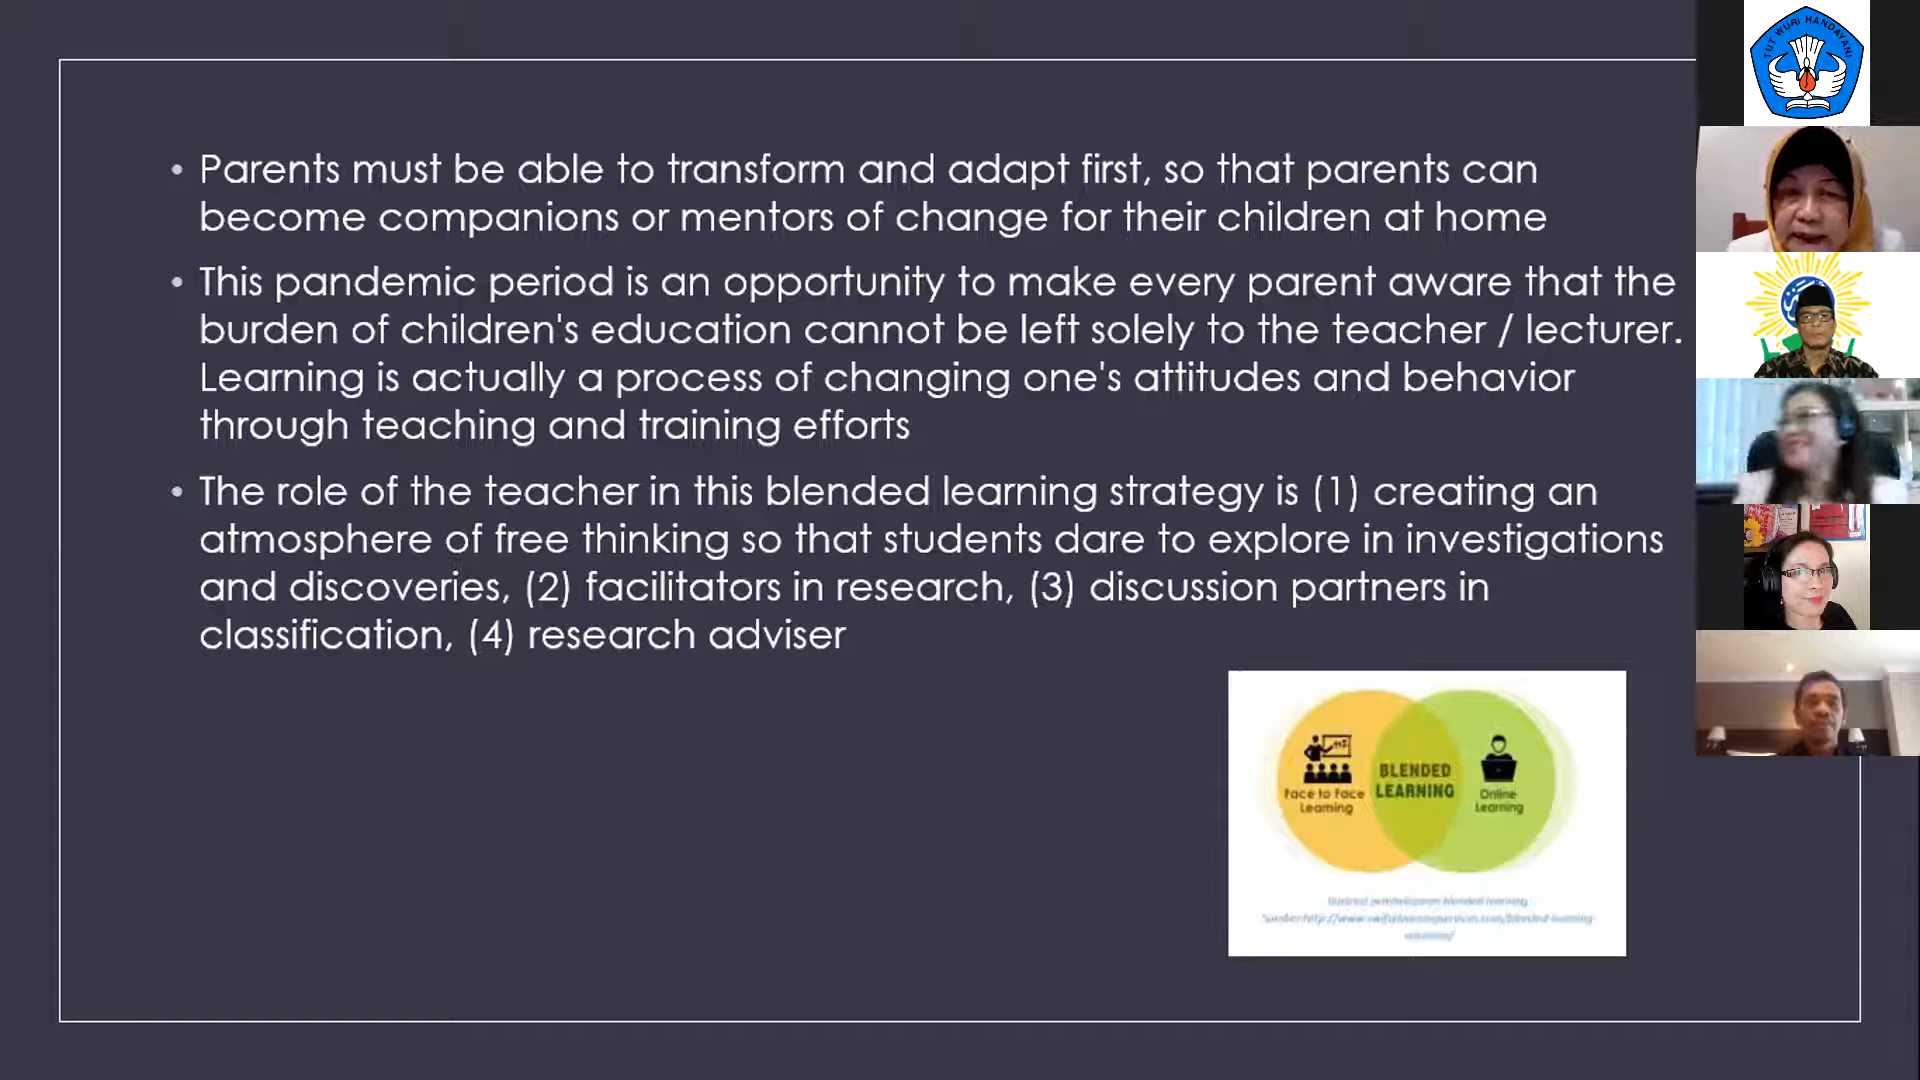 • Parents must be able to transform and adapt first, so that parents can
become companions or mentors of change for their children at home
• This pandemic period is an opportunity to make every parent aware that the
burden of children's education cannot be left solely to the teacher / lecturer.
Learning is actually a process of changing one's attitudes and behavior
through teaching and training efforts
• The role of the teacher in this blended learning strategy is (1) creating an
atmosphere of free thinking so that students dare to explore in investigations
and discoveries, (2) facilitators in research, (3) discussion partners in
classification, (4) research adviser
Face to Face
Learning
BLENDED
LEARNING
Online
Learning
blended learning
TUT WURI HANDAYANI